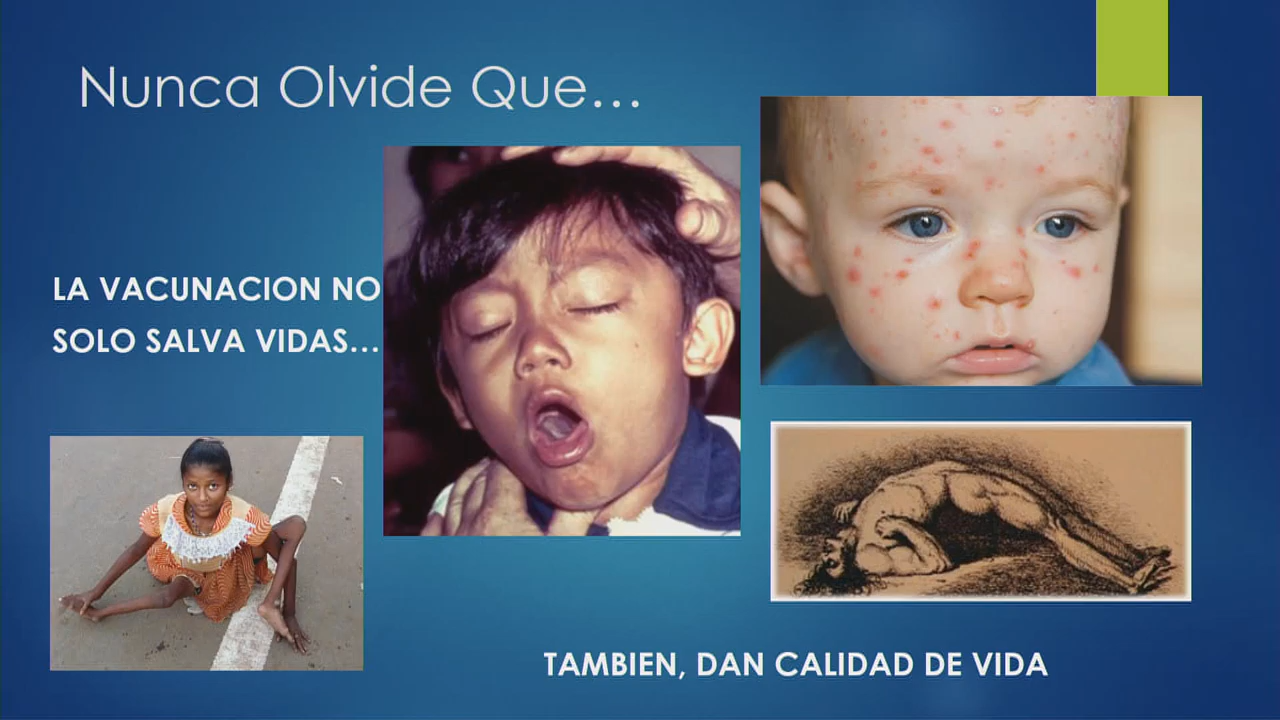 Nunca Olvide Que...
LA VACUNACION NO
SOLO SALVA VIDAS...
TAMBIEN, DAN CALIDAD DE VIDA